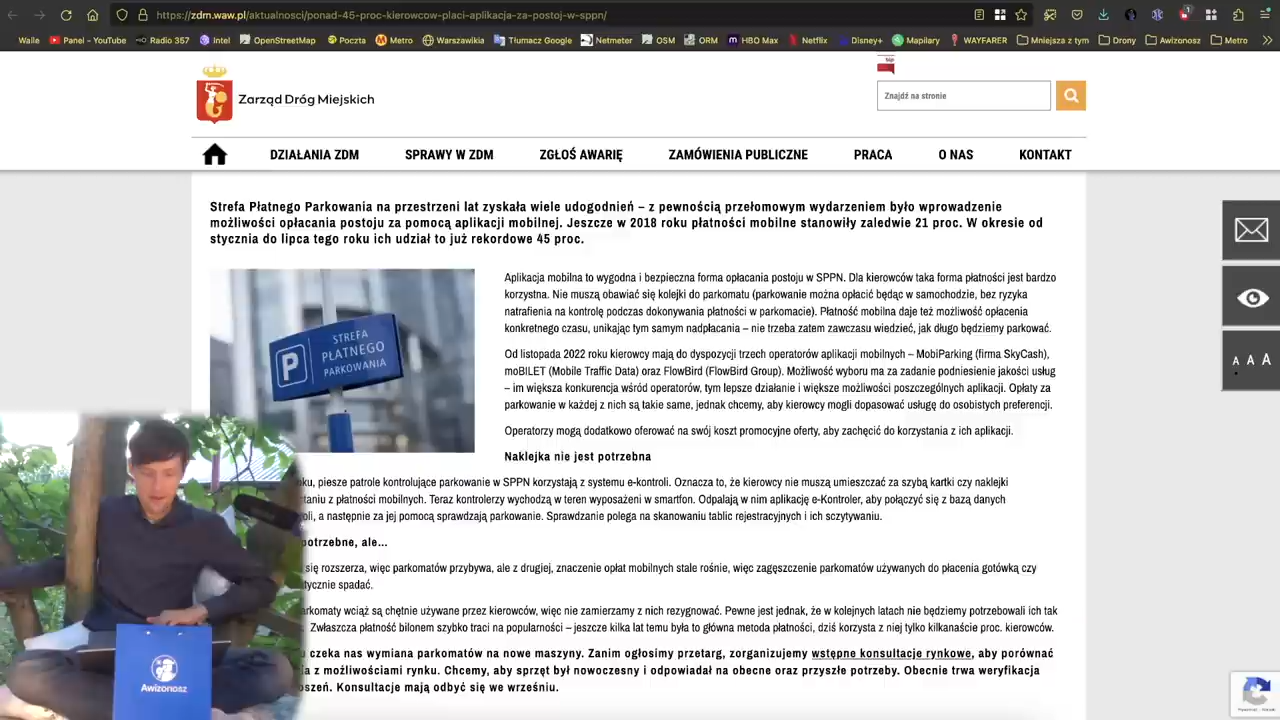 https://zdm.waw.pl/aktualnosci/45-proc-kierowcow-placi-aplikacja-za-postoj-w-sppn/
Waile Panel - YouTube Radio 357 Intel OpenStreetMap Poczta Metro Warszawikia Tłumacz Google Netmeter OSM ORM HBO Max Netflix Disney+ Mapilary WAYFARER Mniejsza z tym Drony Awizonosz Metro
bip
Zarząd Dróg Miejskich
Znajdź na stronie
DZIAŁANIA ZDM SPRAWY W ZDM ZGŁOŚ AWARIĘ ZAMÓWIENIA PUBLICZNE PRACA O NAS KONTAKT
Strefa Płatnego Parkowania na przestrzeni lat zyskała wiele udogodnień – z pewnością przełomowym wydarzeniem było wprowadzenie
możliwości opłacania postoju za pomocą aplikacji mobilnej. Jeszcze w 2018 roku płatności mobilne stanowiły zaledwie 21 proc. W okresie od
stycznia do lipca tego roku ich udział to już rekordowe 45 proc.
P STREFA
PŁATNEGO
PARKOWANIA
Aplikacja mobilna to wygodna i bezpieczna forma opłacania postoju w SPPN. Dla kierowców taka forma płatności jest bardzo
korzystna. Nie muszą obawiać się kolejki do parkomatu (parkowanie można opłacić będąc w samochodzie, bez ryzyka
natrafienia na kontrolę podczas dokonywania płatności w parkomacie). Płatność mobilna daje też możliwość opłacenia
konkretnego czasu, unikając tym samym nadpłacania – nie trzeba zatem zawczasu wiedzieć, jak długo będziemy parkować.
Od listopada 2022 roku kierowcy mają do dyspozycji trzech operatorów aplikacji mobilnych – MobiParking (firma SkyCash),
moBILET (Mobile Traffic Data) oraz FlowBird (FlowBird Group). Możliwość wyboru ma za zadanie podniesienie jakości usług
– im większa konkurencja wśród operatorów, tym lepsze działanie i większe możliwości poszczególnych aplikacji. Opłaty za
parkowanie w każdej z nich są takie same, jednak chcemy, aby kierowcy mogli dopasować usługę do osobistych preferencji.
Operatorzy mogą dodatkowo oferować na swój koszt promocyjne oferty, aby zachęcić do korzystania z ich aplikacji.
Naklejka nie jest potrzebna
oku, piesze patrole kontrolujące parkowanie w SPPN korzystają z systemu e-kontroli. Oznacza to, że kierowcy nie muszą umieszczać za szybą kartki czy naklejki
taniu z płatności mobilnych. Teraz kontrolerzy wychodzą w teren wyposażeni w smartfon. Odpalają w nim aplikację e-Kontroler, aby połączyć się z bazą danych
oli, a następnie za jej pomocą sprawdzają parkowanie. Sprawdzanie polega na skanowaniu tablic rejestracyjnych i ich sczytywaniu.
potrzebne, ale...
się rozszerza, więc parkomatów przybywa, ale z drugiej, znaczenie opłat mobilnych stale rośnie, więc zagęszczenie parkomatów używanych do płacenia gotówką czy
tycznie spadać.
arkomaty wciąż są chętnie używane przez kierowców, więc nie zamierzamy z nich rezygnować. Pewne jest jednak, że w kolejnych latach nie będziemy potrzebowali ich tak
Zwłaszcza płatność bilonem szybko traci na popularności – jeszcze kilka lat temu była to główna metoda płatności, dziś korzysta z niej tylko kilkanaście proc. kierowców.
u czeka nas wymiana parkomatów na nowe maszyny. Zanim ogłosimy przetarg, zorganizujemy wstępne konsultacje rynkowe, aby porównać
ia z możliwościami rynku. Chcemy, aby sprzęt był nowoczesny i odpowiadał na obecne oraz przyszłe potrzeby. Obecnie trwa weryfikacja
oszeń. Konsultacje mają odbyć się we wrześniu.
A A A
Awizonosz